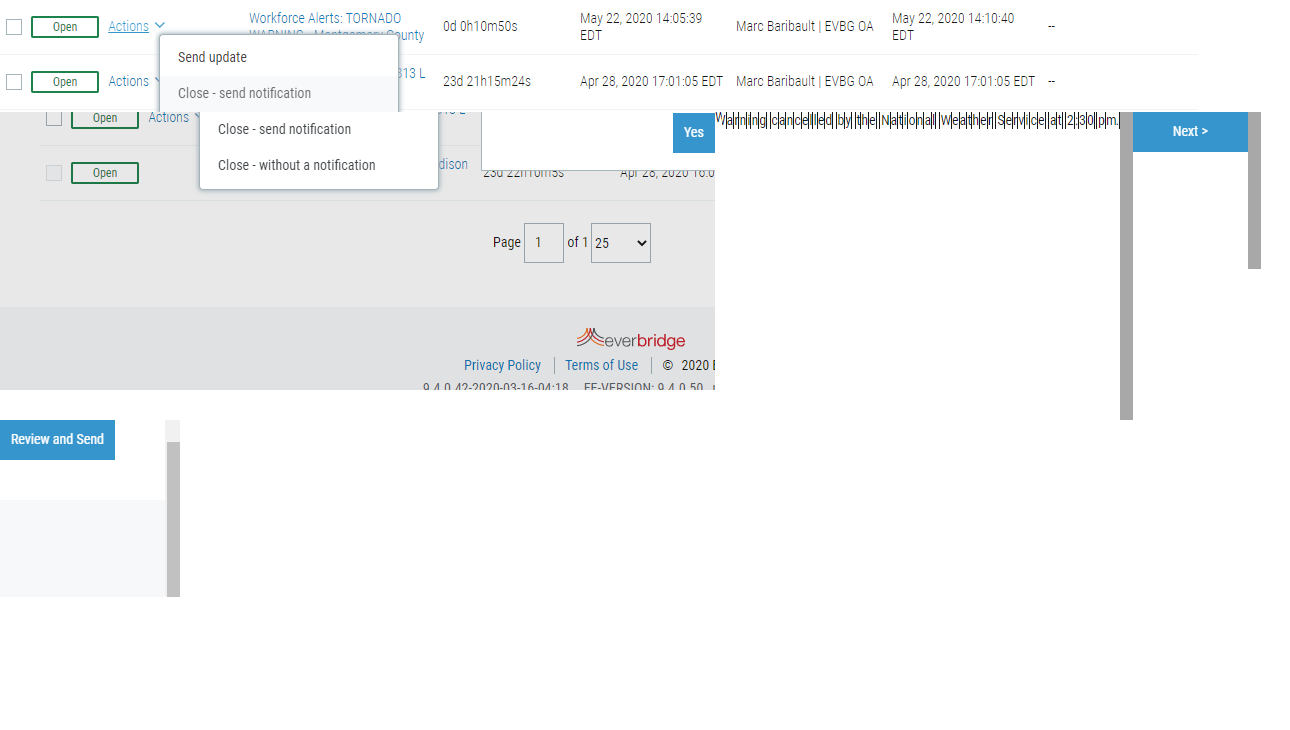 Open Actions Workforce Alerts: TORNADO 0d 0h10m50s May 22, 2020 14:05:39 EDT Marc Baribault | EVBG OA May 22, 2020 14:10:40 EDT --
WARNING - Montgomery County
Send update
Open Actions 313 L 23d 21h15m24s Apr 28, 2020 17:01:05 EDT Marc Baribault | EVBG OA Apr 28, 2020 17:01:05 EDT --
Close - send notification
Open Actions
Close - send notification
Close - without a notification
Yes
Warning cancelled by the National Weather Service at 2:30 pm.
Next >
Open dison 23d 22h10m5s Apr 28, 2020 16:0
Page 1 of 1 25
everbridge
Privacy Policy Terms of Use © 2020
9.4.0.42-2020-03-16-04:18 EF-VERSION: 9.4.0.50
Review and Send